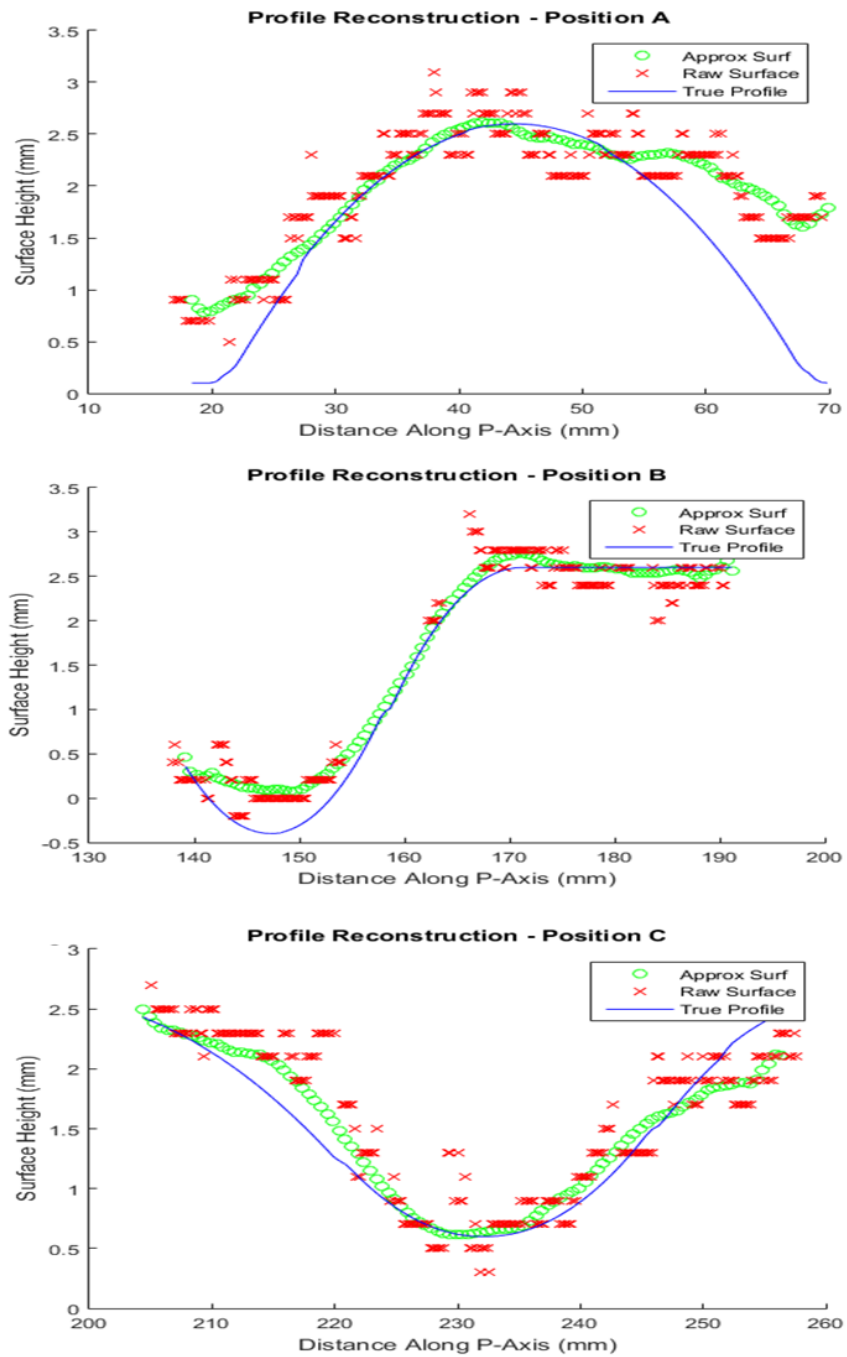 Profile Reconstruction - Position A
3.5
3
2.5
2
1.5
1
0.5
0
Surface Height (mm)
Approx Surf
Raw Surface
True Profile
10 20 30 40 50 60 70
Distance Along P-Axis (mm)
Profile Reconstruction - Position B
3.5
3
2.5
2
1.5
1
0.5
0
-0.5
Surface Height (mm)
Approx Surf
Raw Surface
True Profile
130 140 150 160 170 180 190 200
Distance Along P-Axis (mm)
Profile Reconstruction - Position C
3
2.5
2
1.5
1
0.5
0
Surface Height (mm)
Approx Surf
Raw Surface
True Profile
200 210 220 230 240 250 260
Distance Along P-Axis (mm)